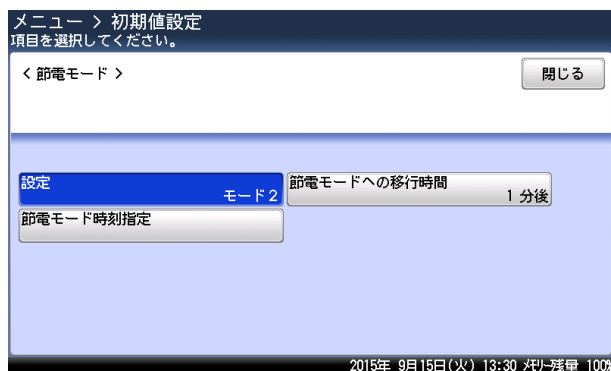 メニュー > 初期値設定
項目を選択してください。
< 節電モード >
閉じる
設定
モード2
節電モードへの移行時間
1 分後
節電モード時刻指定
2015年 9月15日(火) 13:30 メモリー残量 100%